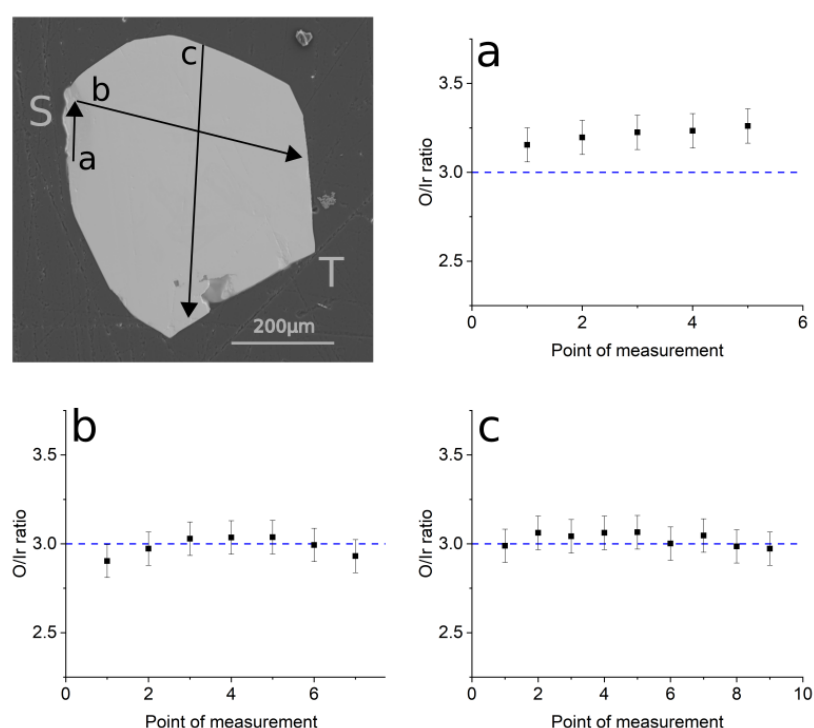 S
a
b
c
T
200μm
a
O/Ir ratio
3.5
3.0
2.5
0
2
4
6
Point of measurement
b
O/Ir ratio
3.5
3.0
2.5
0
2
4
6
Point of measurement
c
O/Ir ratio
3.5
3.0
2.5
0
2
4
6
8
10
Point of measurement